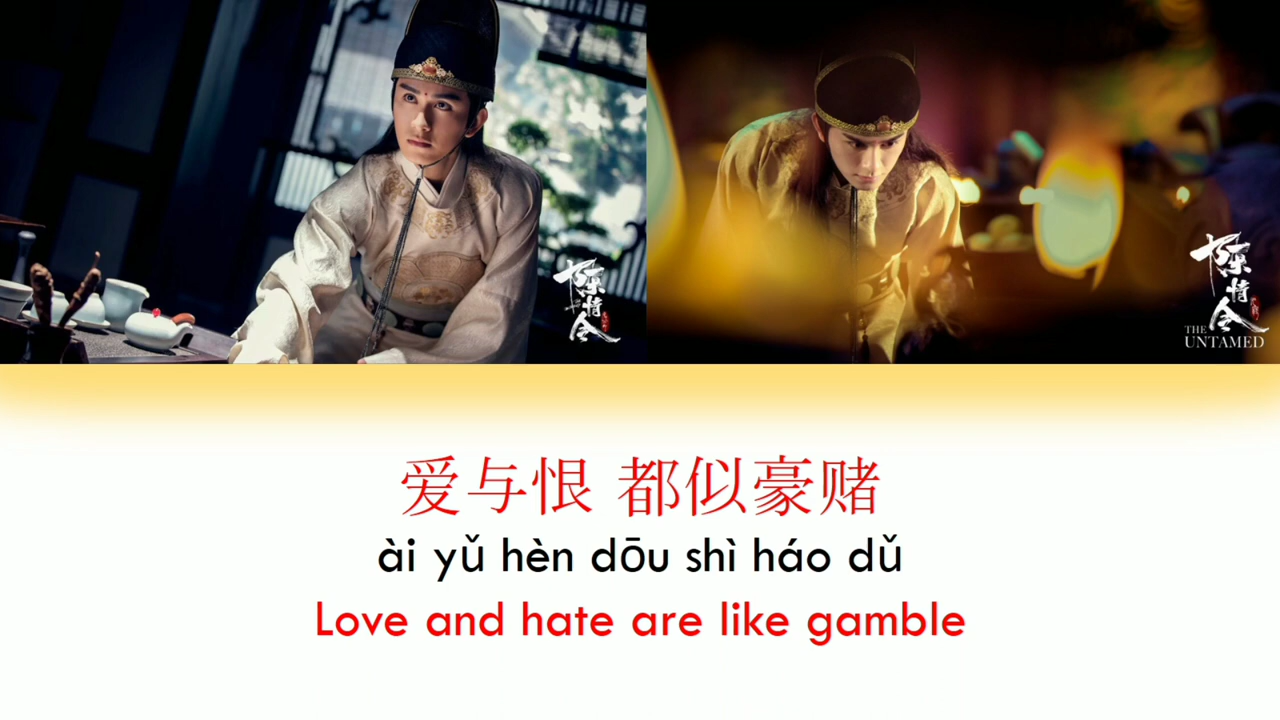 陈情令
陈情令
THE
UNTAMED
爱与恨 都似豪赌
ài yǔ hèn dōu shì háo dǔ
Love and hate are like gamble